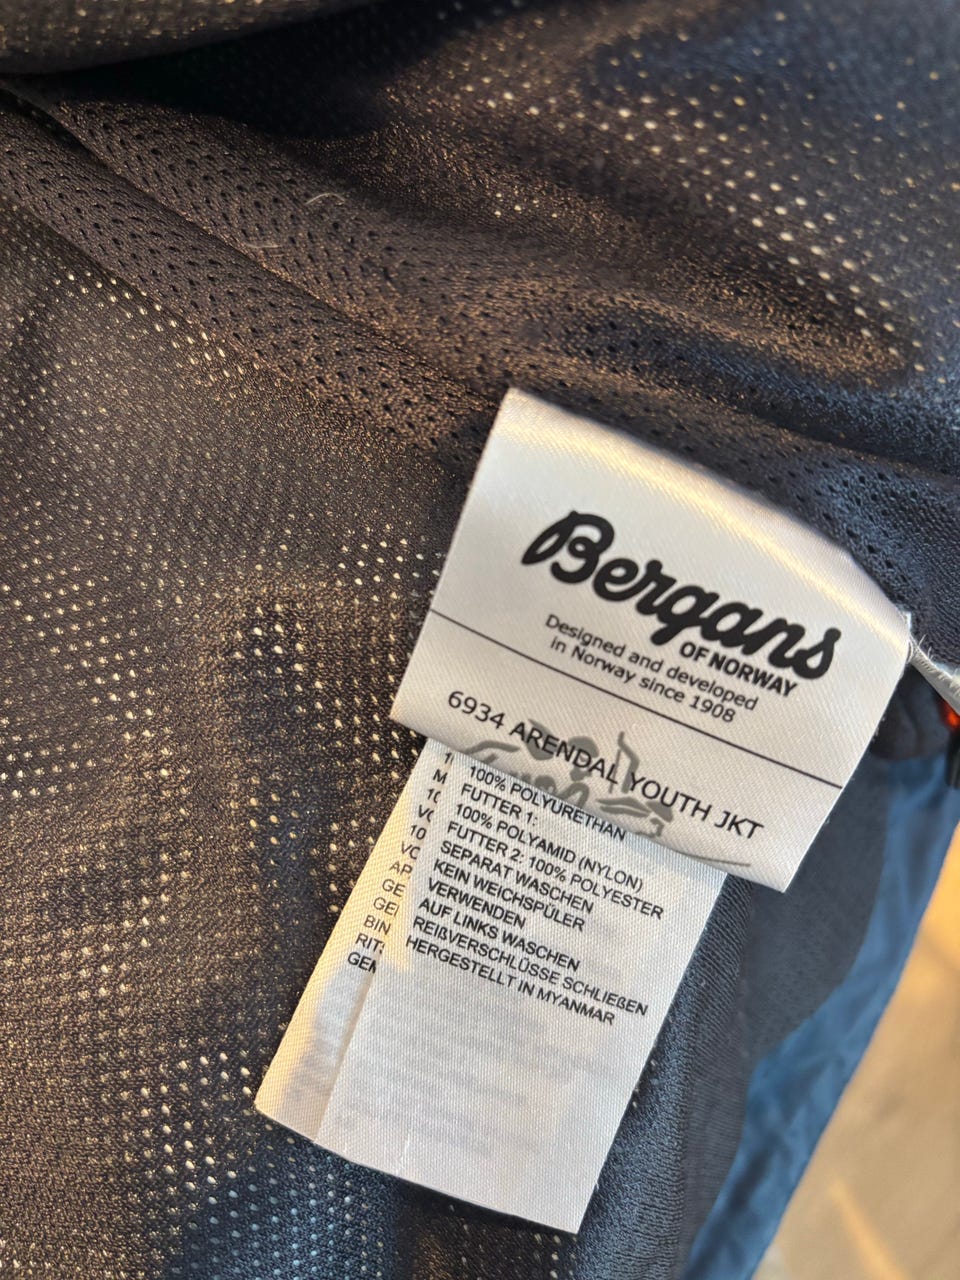 Bergans
OF NORWAY
Designed and developed
in Norway since 1908
6934 ARENDAL YOUTH JKT
100% POLYURETHAN
FUTTER 1:
100% POLYAMID (NYLON)
FUTTER 2: 100% POLYESTER
SEPARAT WASCHEN
KEIN WEICHSPÜLER
VERWENDEN
AUF LINKS WASCHEN
REIßVERSCHLÜSSE SCHLIEßEN
HERGESTELLT IN MYANMAR